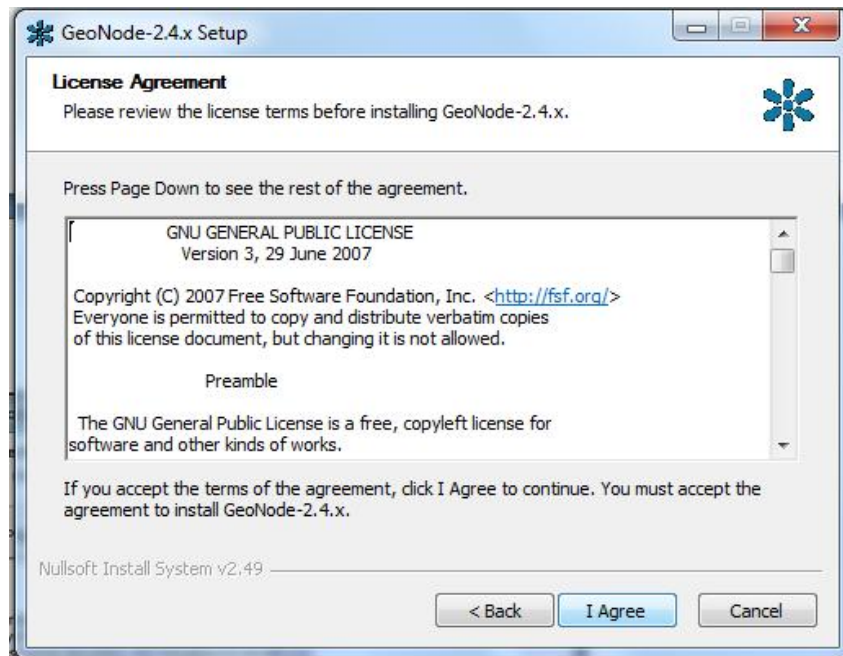 GeoNode-2.4.x Setup
License Agreement
Please review the license terms before installing GeoNode-2.4.x.
Press Page Down to see the rest of the agreement.
GNU GENERAL PUBLIC LICENSE
Version 3, 29 June 2007
Copyright (C) 2007 Free Software Foundation, Inc. <http://fsf.org/>
Everyone is permitted to copy and distribute verbatim copies
of this license document, but changing it is not allowed.
Preamble
The GNU General Public License is a free, copyleft license for
software and other kinds of works.
If you accept the terms of the agreement, click I Agree to continue. You must accept the
agreement to install GeoNode-2.4.x.
Nullsoft Install System v2.49
< Back
I Agree
Cancel